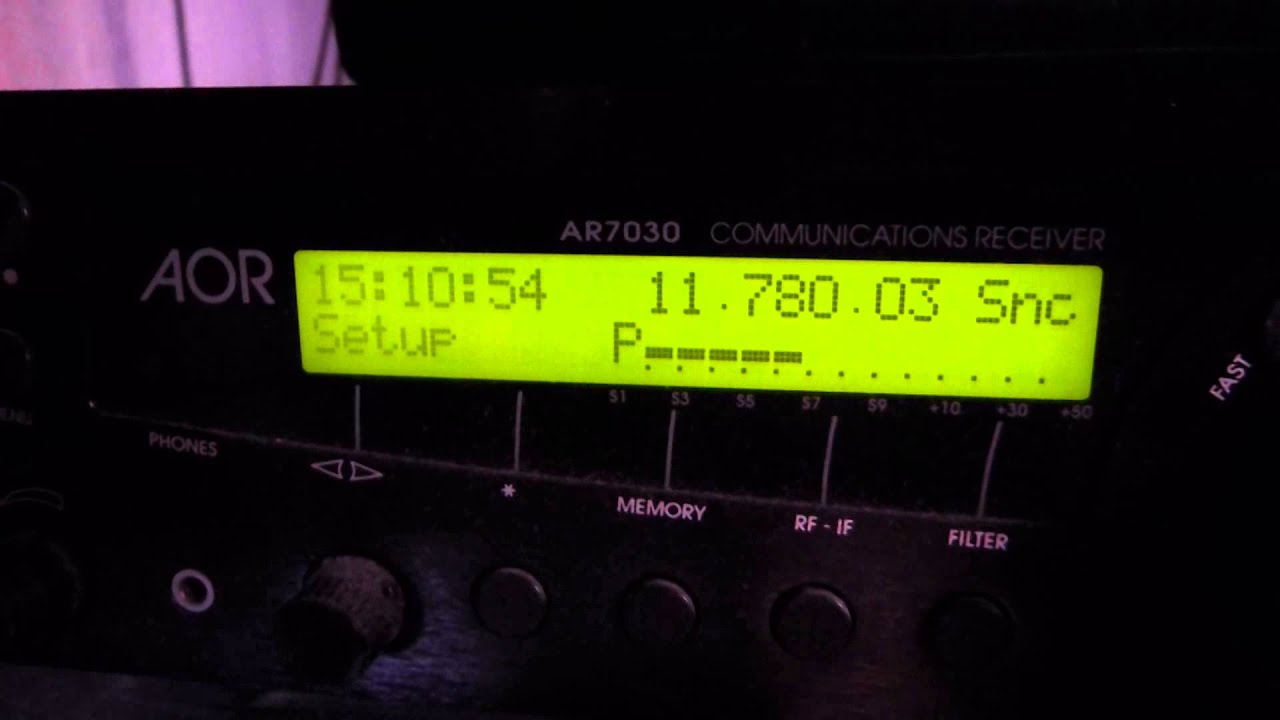 AR7030 COMMUNICATIONS RECEIVER
AOR
15:10:54 11.780.03 Snc
Setup P
S1 S3 S5 S7 S9 +10 +30 +50
FAST
PHONES
*
MEMORY
RF - IF
FILTER